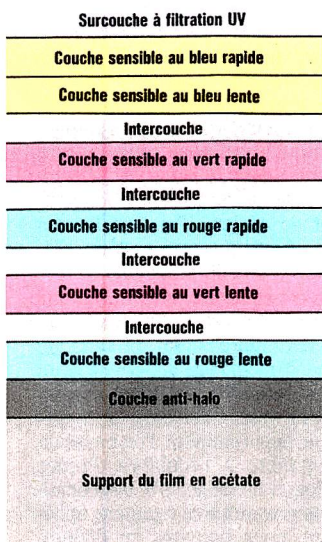 Surcouche à filtration UV
Couche sensible au bleu rapide
Couche sensible au bleu lente
Intercouche
Couche sensible au vert rapide
Intercouche
Couche sensible au rouge rapide
Intercouche
Couche sensible au vert lente
Intercouche
Couche sensible au rouge lente
Couche anti-halo
Support du film en acétate